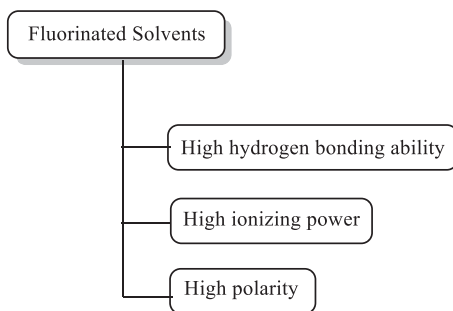 Fluorinated Solvents
High hydrogen bonding ability
High ionizing power
High polarity